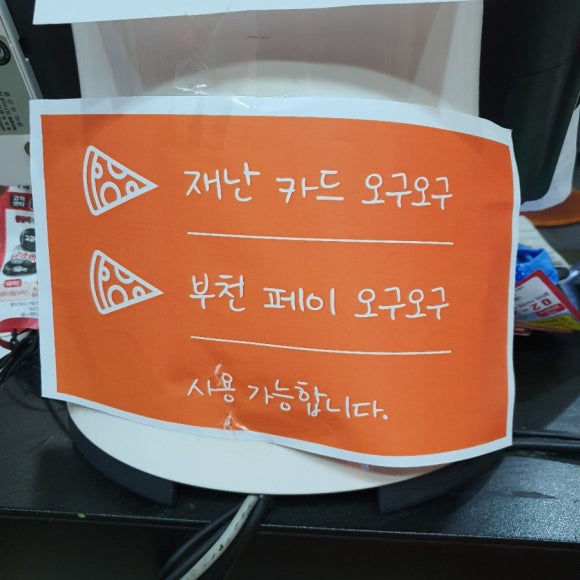 재난 카드 오구오구
부천 페이 오구오구
사용 가능합니다.